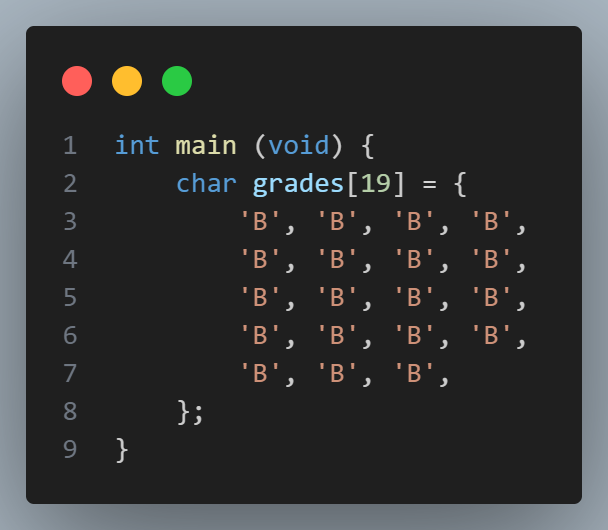 1 int main (void) {
2     char grades[19] = {
3         'B', 'B', 'B', 'B',
4         'B', 'B', 'B', 'B',
5         'B', 'B', 'B', 'B',
6         'B', 'B', 'B', 'B',
7         'B', 'B', 'B',
8     };
9 }